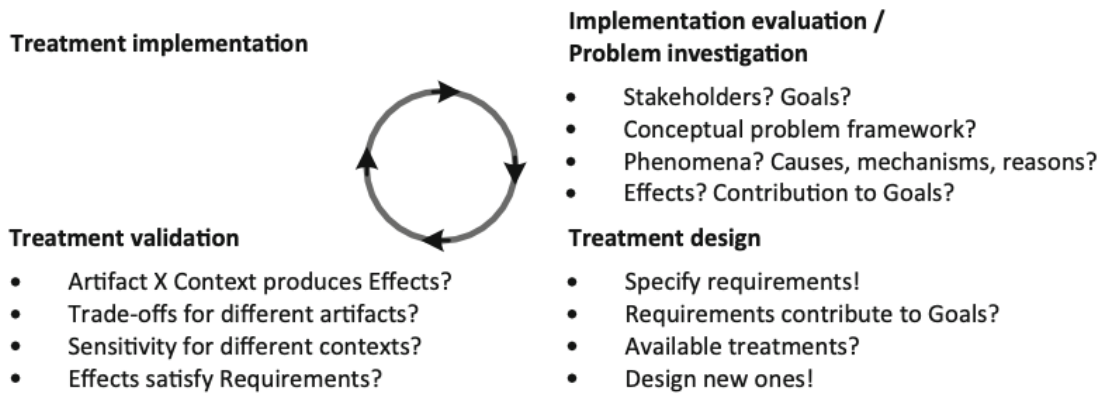 Treatment implementation
Implementation evaluation /
Problem investigation
• Stakeholders? Goals?
• Conceptual problem framework?
• Phenomena? Causes, mechanisms, reasons?
• Effects? Contribution to Goals?
Treatment validation
• Artifact X Context produces Effects?
• Trade-offs for different artifacts?
• Sensitivity for different contexts?
• Effects satisfy Requirements?
Treatment design
• Specify requirements!
• Requirements contribute to Goals?
• Available treatments?
• Design new ones!